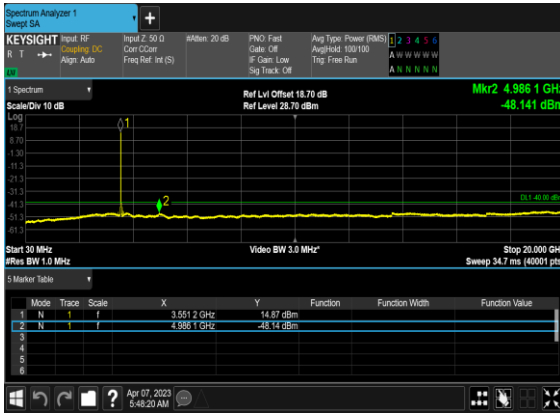 Spectrum Analyzer 1
Swept SA
+
KEYSIGHT Input: RF Input Z: 50 Ω #Atten: 20 dB PNO: Fast Avg Type: Power (RMS) 1 2 3 4 5 6
R T Coupling: DC Corr CCorr Gate: Off Avg|Hold: 100/100 A W W W W W
Align: Auto Freq Ref: Int (S) IF Gain: Low Trig: Free Run
Sig Track: Off A N N N N N
1 Spectrum
Ref Lvl Offset 18.70 dB Mkr2 4.986 1 GHz
Scale/Div 10 dB Ref Level 28.70 dBm -48.141 dBm
Log
18.7
8.70
-1.30
-11.3
-21.3
-31.3
-41.3
-51.3
-61.3
1
2
DL1 -40.00 dBm
Start 30 MHz Video BW 3.0 MHz* Stop 20.000 GH
#Res BW 1.0 MHz Sweep 34.7 ms (40001 pts
5 Marker Table
Mode Trace Scale X Y Function Function Width Function Value
1 N 1 f 3.551 2 GHz 14.87 dBm
2 N 1 f 4.986 1 GHz -48.14 dBm
3
4
5
6
? Apr 07, 2023
5:48:20 AM